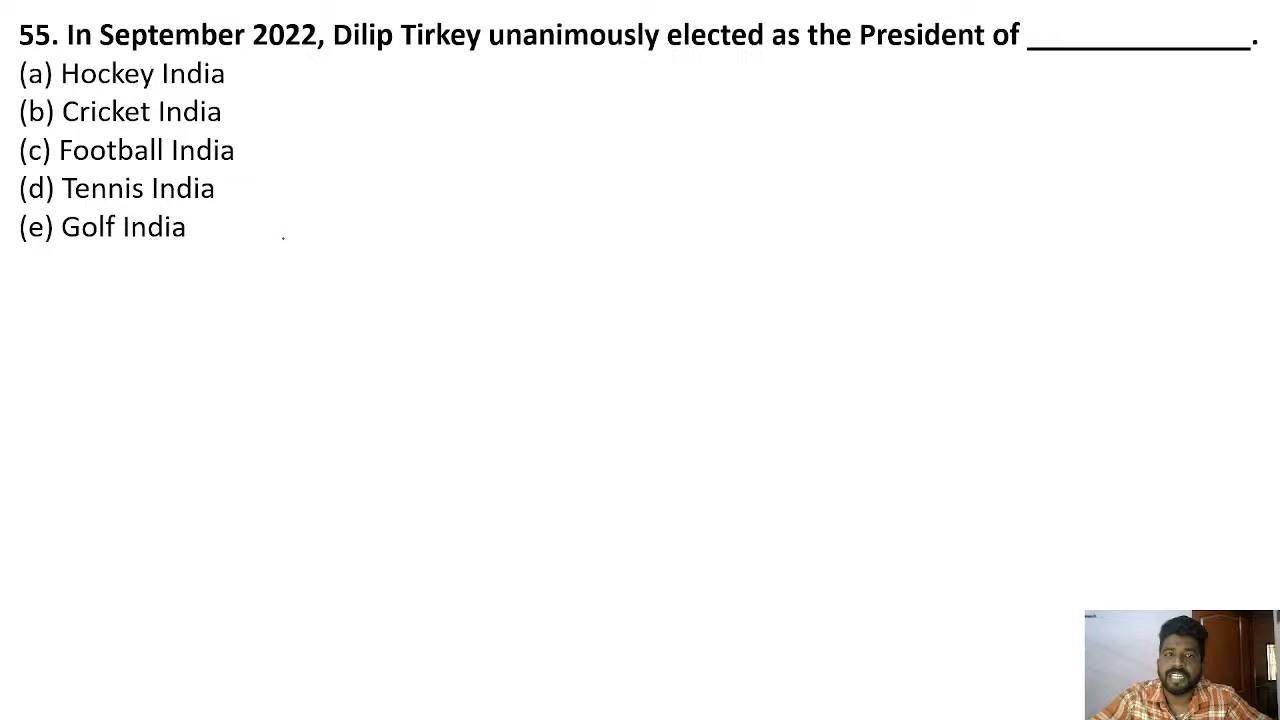 55. In September 2022, Dilip Tirkey unanimously elected as the President of _______________.
(a) Hockey India
(b) Cricket India
(c) Football India
(d) Tennis India
(e) Golf India